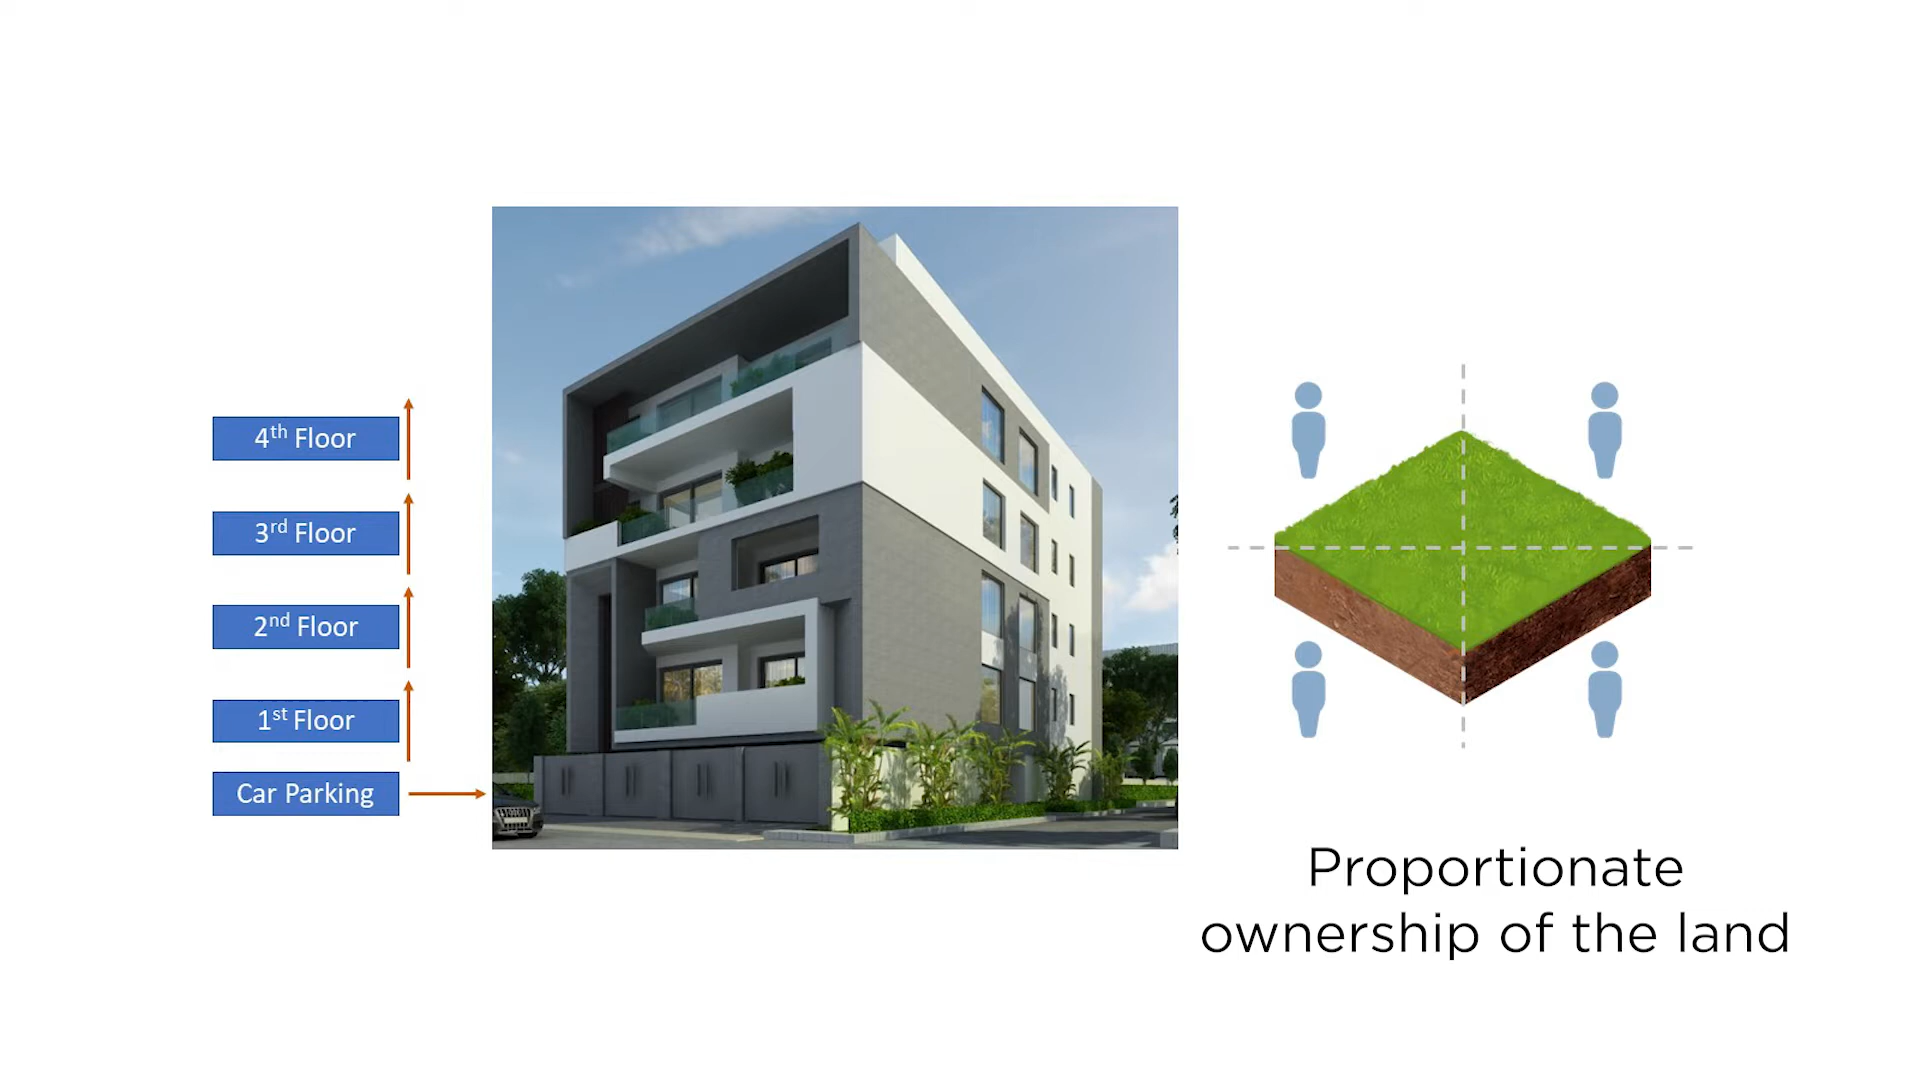 4th Floor
3rd Floor
2nd Floor
1st Floor
Car Parking
Proportionate
ownership of the land